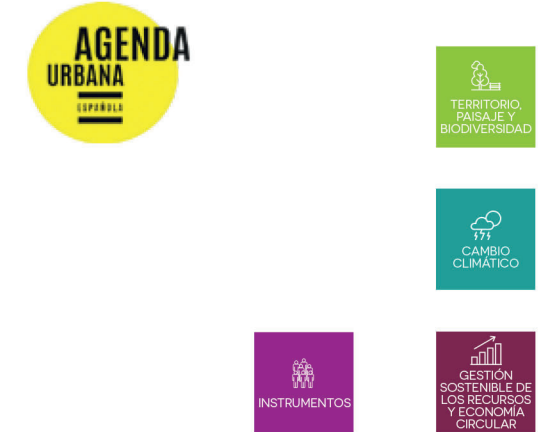 AGENDA
URBANA
ESPAÑOLA
TERRITORIO,
PAISAJE Y
BIODIVERSIDAD
CAMBIO
CLIMÁTICO
INSTRUMENTOS
GESTIÓN
SOSTENIBLE DE
LOS RECURSOS
Y ECONOMÍA
CIRCULAR